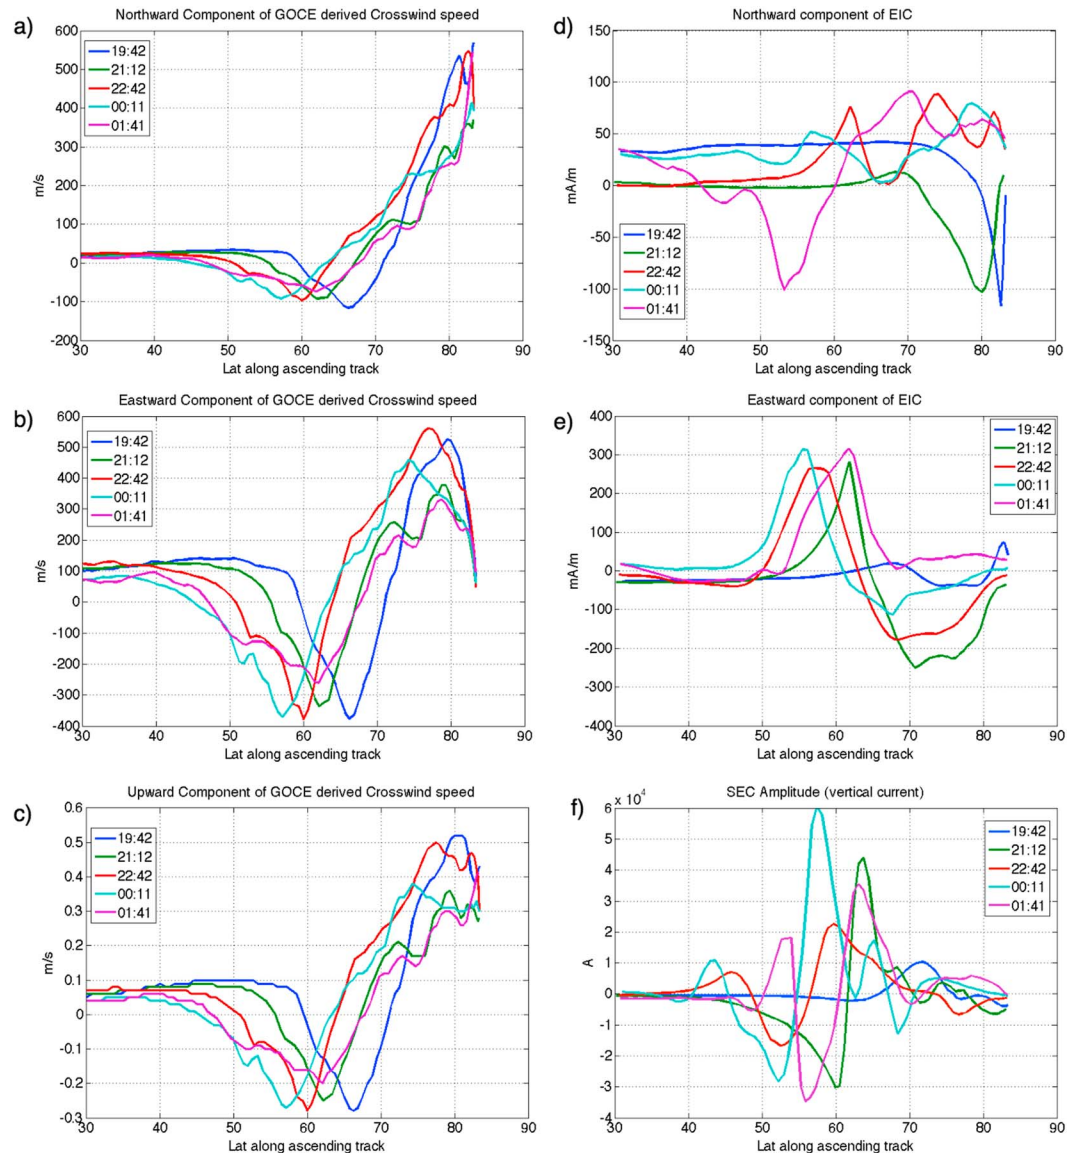 a)
Northward Component of GOCE derived Crosswind speed
600
500
400
300
200
100
0
-100
-200
m/s
19:42
21:12
22:42
00:11
01:41
30 40 50 60 70 80 90
Lat along ascending track
d)
Northward component of EIC
150
100
50
0
-50
-100
-150
mA/m
19:42
21:12
22:42
00:11
01:41
30 40 50 60 70 80 90
Lat along ascending track
b)
Eastward Component of GOCE derived Crosswind speed
600
500
400
300
200
100
0
-100
-200
-300
-400
m/s
19:42
21:12
22:42
00:11
01:41
30 40 50 60 70 80 90
Lat along ascending track
e)
Eastward component of EIC
400
300
200
100
0
-100
-200
-300
-400
mA/m
19:42
21:12
22:42
00:11
01:41
30 40 50 60 70 80 90
Lat along ascending track
c)
Upward Component of GOCE derived Crosswind speed
0.6
0.5
0.4
0.3
0.2
0.1
0
-0.1
-0.2
-0.3
m/s
19:42
21:12
22:42
00:11
01:41
30 40 50 60 70 80 90
Lat along ascending track
f)
SEC Amplitude (vertical current)
x 10⁴
6
5
4
3
2
1
0
-1
-2
-3
-4
A
19:42
21:12
22:42
00:11
01:41
30 40 50 60 70 80 90
Lat along ascending track